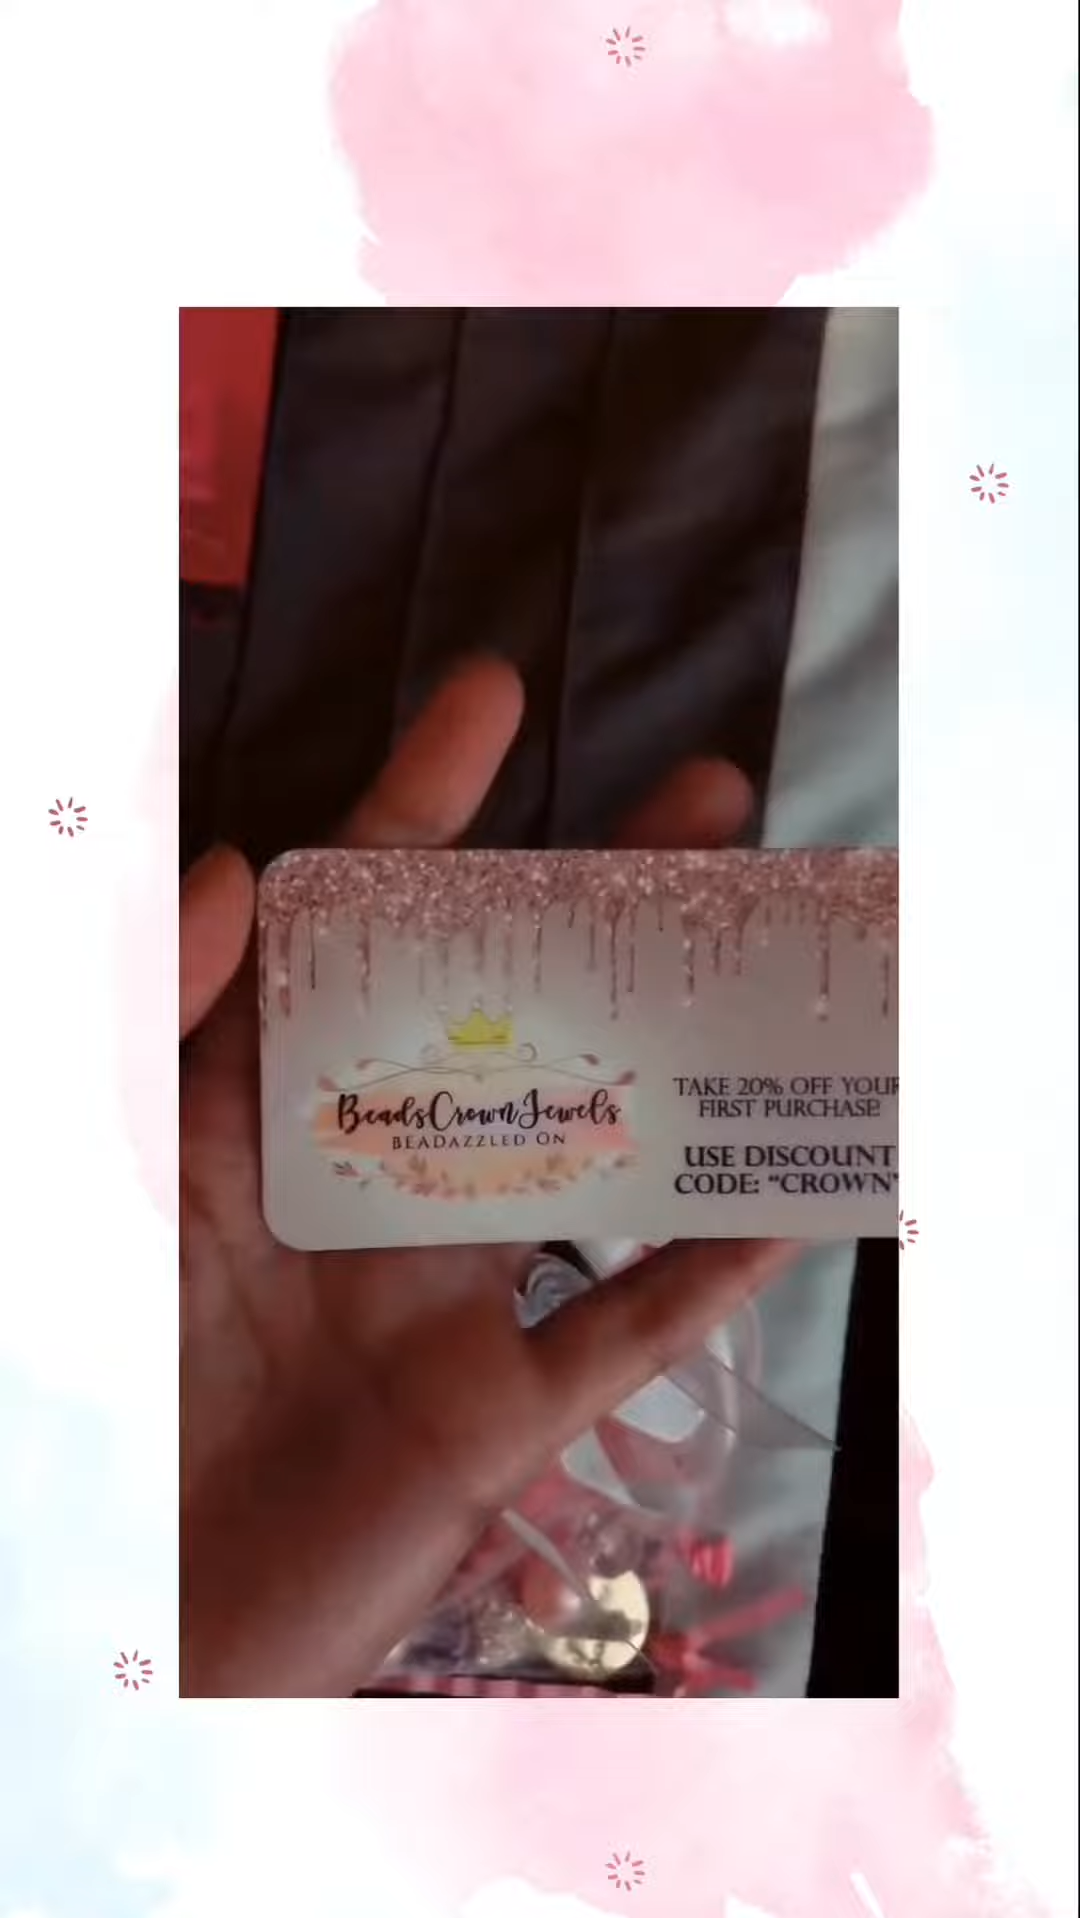 BeadsCrownJewels
BEADAZZLED ON
TAKE 20% OFF YOUR
FIRST PURCHASE!
USE DISCOUNT
CODE: “CROWN”